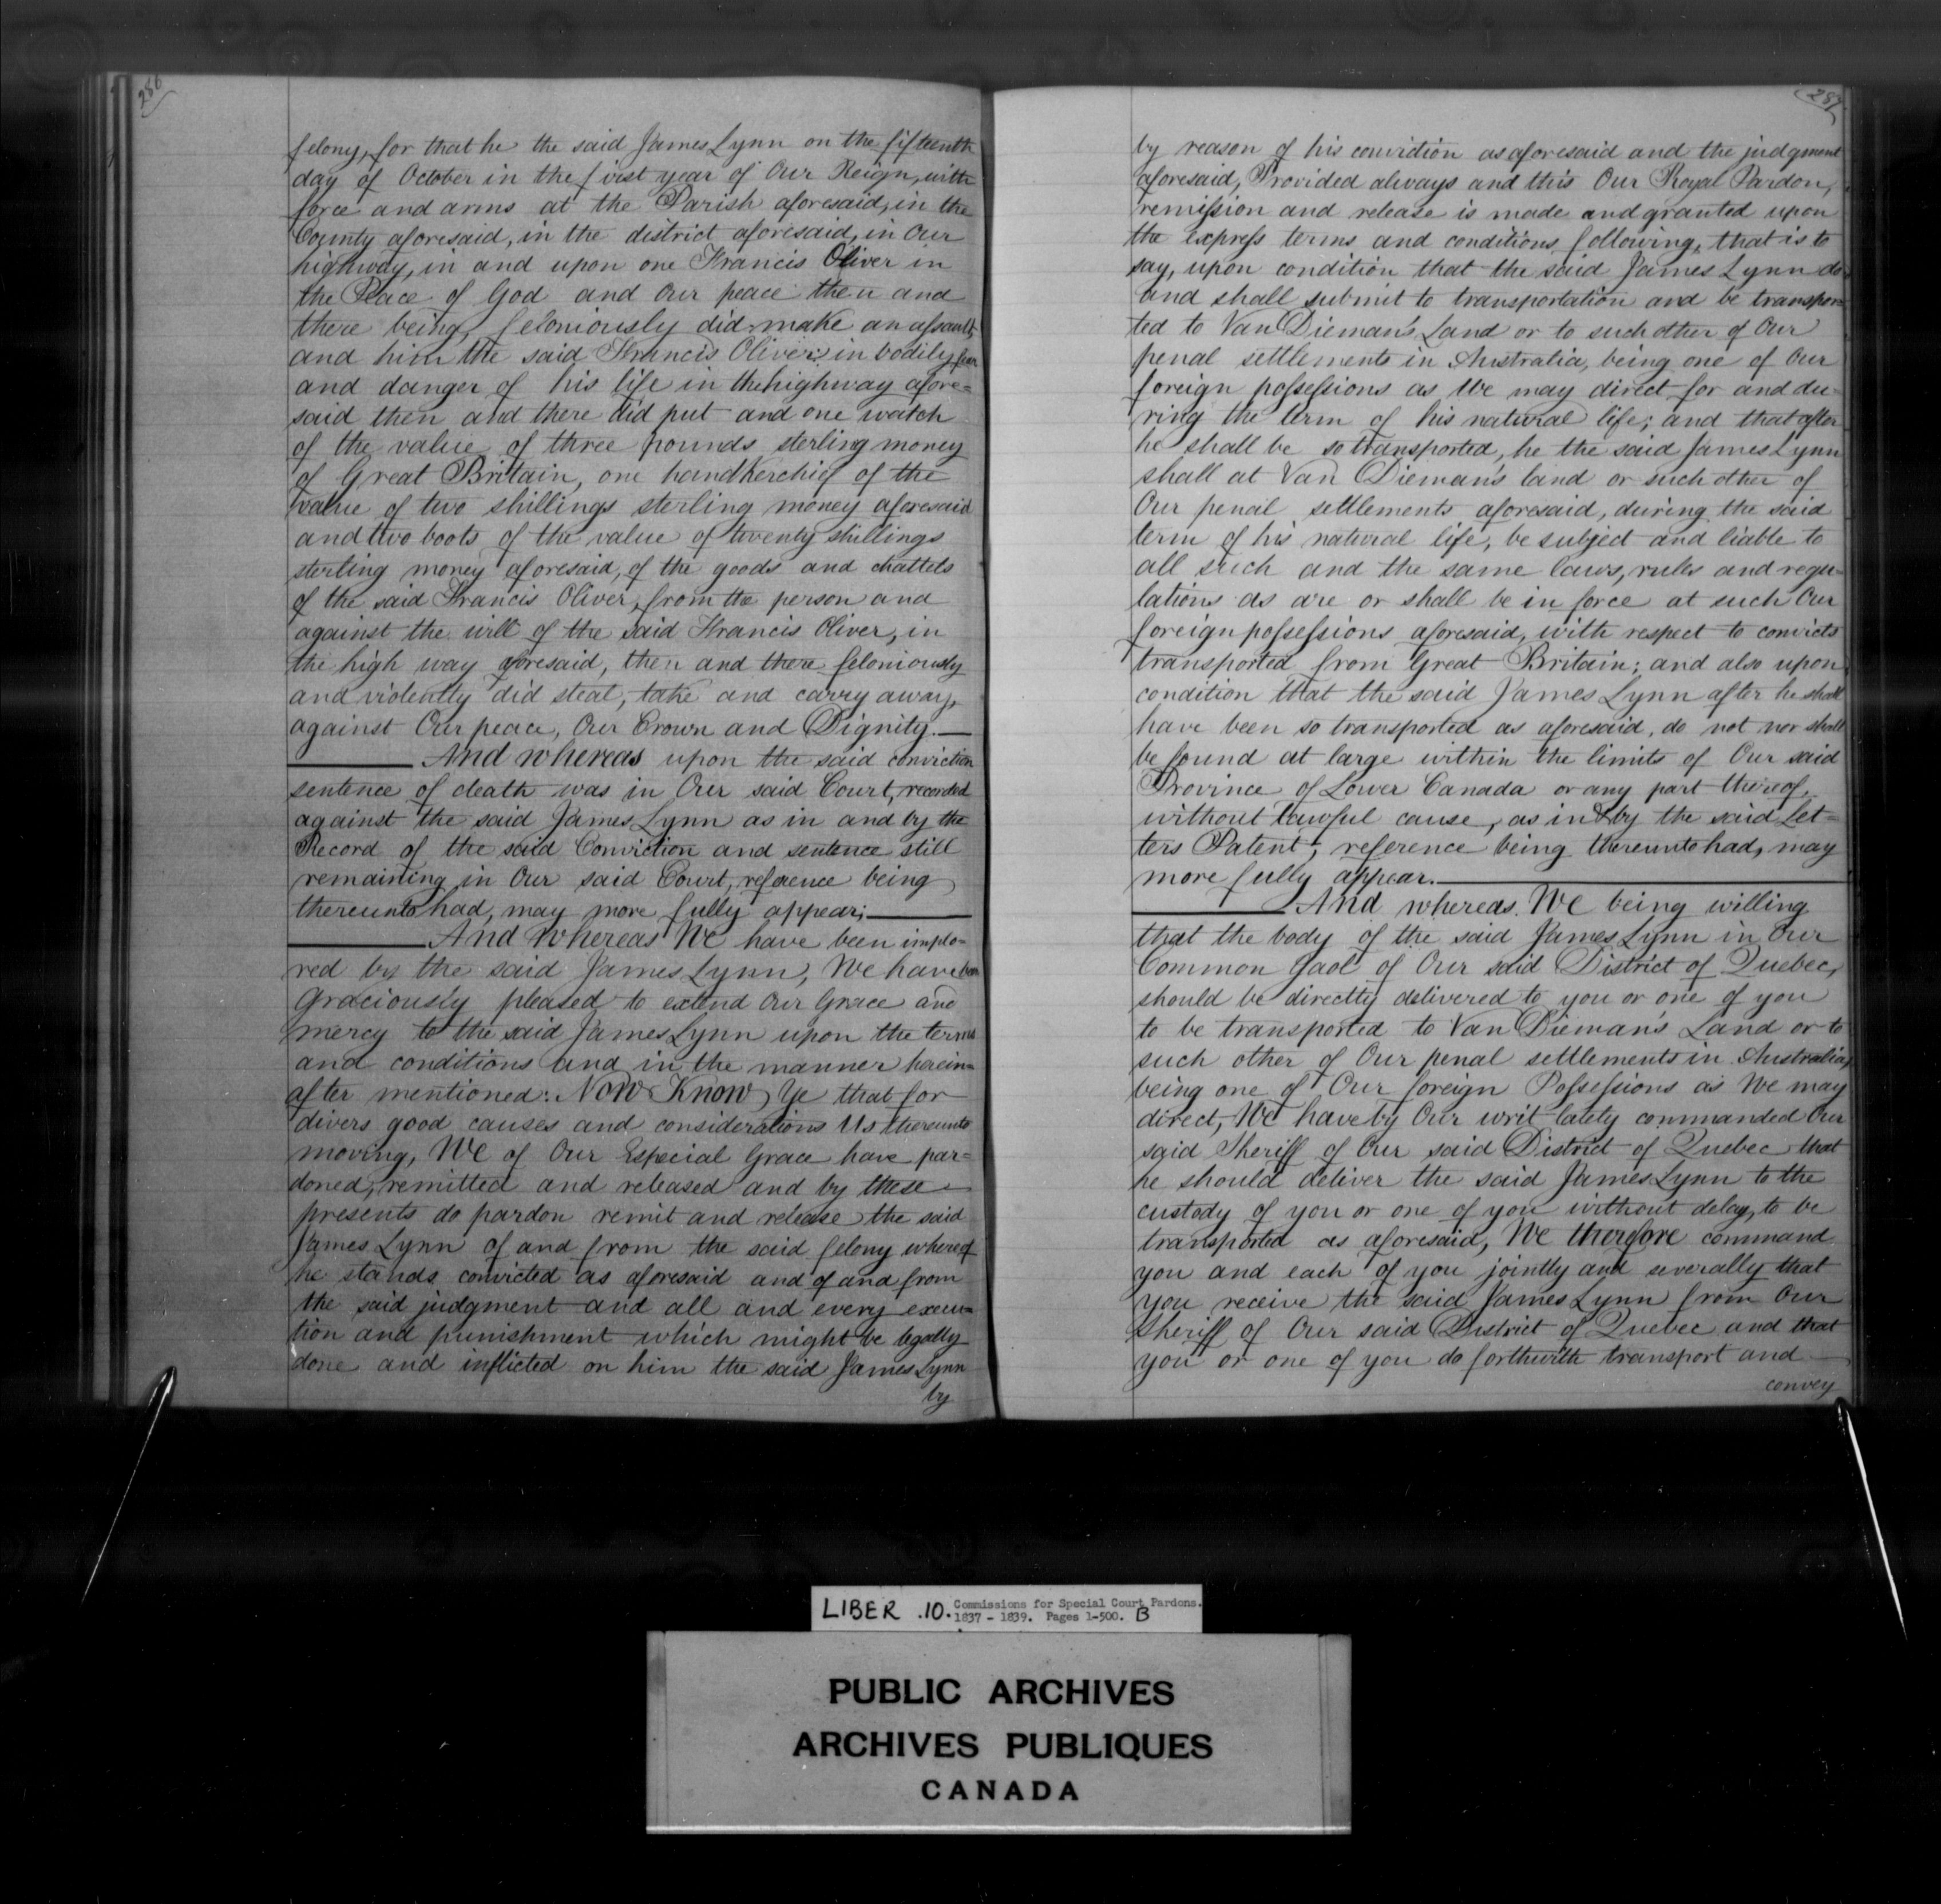 286
felony, for that he the said James Lynn on the fifteenth
day of October in the first year of Our Reign, with
force and arms at the Parish aforesaid, in the
County aforesaid, in the district aforesaid, in Our
highway, in and upon one Francis Oliver in
the Peace of God and Our peace then and
there being, feloniously did make an assault,
and him the said Francis Oliver in bodily fear
and danger of his life in the highway afore=
said then and there did put and one watch
of the value of three pounds sterling money
of Great Britain, one handkerchief of the
value of two shillings sterling money aforesaid
and two boots of the value of twenty shillings
sterling money aforesaid, of the goods and chattels
of the said Francis Oliver, from the person and
against the will of the said Francis Oliver, in
the high way aforesaid, then and there feloniously
and violently did steal, take and carry away,
against Our peace, Our Crown and Dignity.
And whereas upon the said conviction
sentence of death was in Our said Court, recorded
against the said James Lynn as in and by the
Record of the said Conviction and sentence still
remaining in Our said Court, reference being
thereunto had, may more fully appear;
And Whereas We have been implo=
red by the said James Lynn, We have been
Graciously pleased to extend Our Grace and
mercy to the said James Lynn upon the terms
and conditions and in the manner herein=
after mentioned: Now Know Ye that for
divers good causes and considerations Us thereunto
moving, We of Our Especial Grace have par=
doned, remitted and released and by these
presents do pardon remit and release the said
James Lynn of and from the said felony whereof
he stands convicted as aforesaid and of and from
the said judgment and all and every execu=
tion and punishment which might be legally
done and inflicted on him the said James Lynn
by
287
by reason of his conviction as aforesaid and the judgment
aforesaid, Provided always and this Our Royal Pardon,
remission and release is made and granted upon
the express terms and conditions following, that is to
say, upon condition that the said James Lynn do
and shall submit to transportation and be transpor=
ted to Van Dieman's Land or to such other of Our
penal settlements in Australia, being one of Our
foreign possessions as We may direct for and du=
ring the term of his natural life; and that after
he shall be so transported, he the said James Lynn
shall at Van Dieman's land or such other of
Our penal settlements aforesaid, during the said
term of his natural life, be subject and liable to
all such and the same laws, rules and regu=
lations as are or shall be in force at such Our
foreign possessions aforesaid, with respect to convicts
transported from Great Britain; and also upon
condition that the said James Lynn after he shall
have been so transported as aforesaid, do not nor shall
be found at large within the limits of Our said
Province of Lower Canada or any part thereof,
without lawful cause, as in & by the said Let=
ters Patent, reference being thereunto had, may
more fully appear.
And whereas We being willing
that the body of the said James Lynn in Our
Common Gaol of Our said District of Quebec,
should be directly delivered to you or one of you
to be transported to Van Dieman's Land or to
such other of Our penal settlements in Australia,
being one of Our foreign Possessions as We may
direct, We have by Our writ lately commanded Our
said Sheriff of Our said District of Quebec that
he should deliver the said James Lynn to the
custody of you or one of you without delay, to be
transported as aforesaid, We therefore command
you and each of you jointly and severally that
you receive the said James Lynn from Our
Sheriff of Our said District of Quebec and that
you or one of you do forthwith transport and
convey
LIBER .10. Commissions for Special Court Pardons.
1837 - 1839. Pages 1-500. B
PUBLIC ARCHIVES
ARCHIVES PUBLIQUES
CANADA